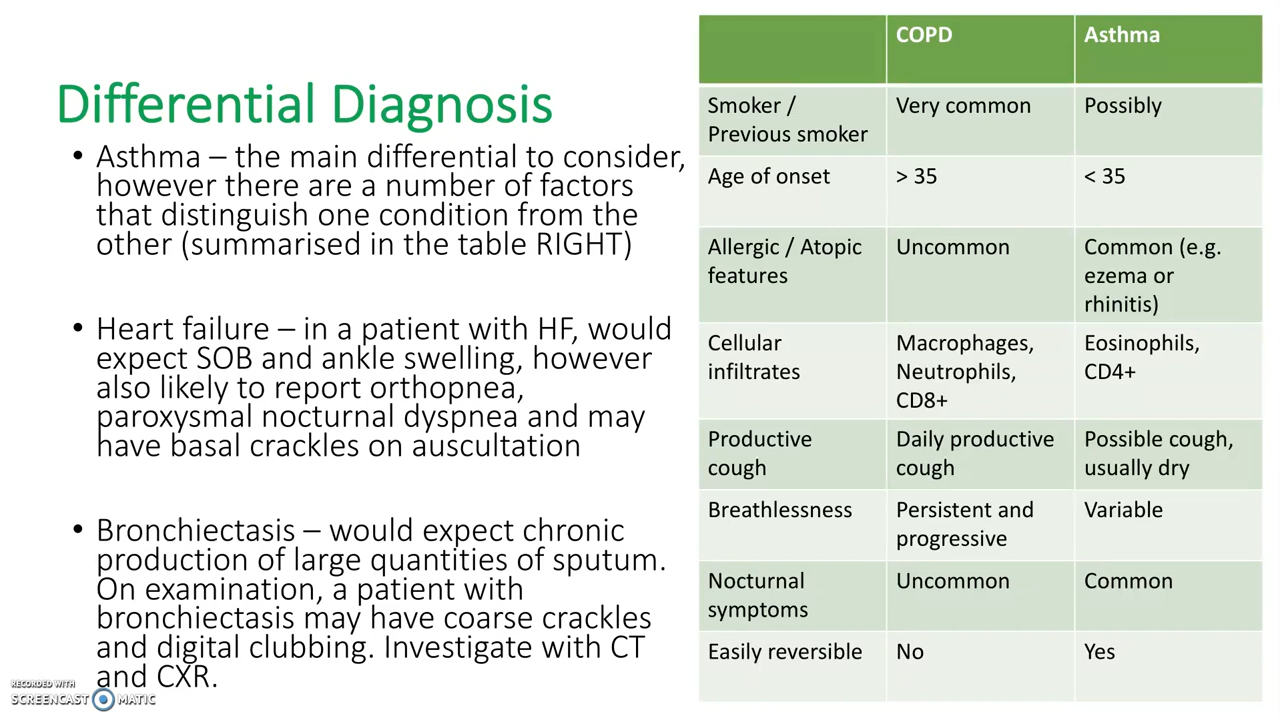 Differential Diagnosis
• Asthma – the main differential to consider,
however there are a number of factors
that distinguish one condition from the
other (summarised in the table RIGHT)
• Heart failure – in a patient with HF, would
expect SOB and ankle swelling, however
also likely to report orthopnea,
paroxysmal nocturnal dyspnea and may
have basal crackles on auscultation
• Bronchiectasis – would expect chronic
production of large quantities of sputum.
On examination, a patient with
bronchiectasis may have coarse crackles
and digital clubbing. Investigate with CT
and CXR.
COPD
Asthma
Smoker /
Previous smoker
Very common
Possibly
Age of onset
> 35
< 35
Allergic / Atopic
features
Uncommon
Common (e.g.
ezema or
rhinitis)
Cellular
infiltrates
Macrophages,
Neutrophils,
CD8+
Eosinophils,
CD4+
Productive
cough
Daily productive
cough
Possible cough,
usually dry
Breathlessness
Persistent and
progressive
Variable
Nocturnal
symptoms
Uncommon
Common
Easily reversible
No
Yes
RECORDED WITH
SCREENCAST MATIC